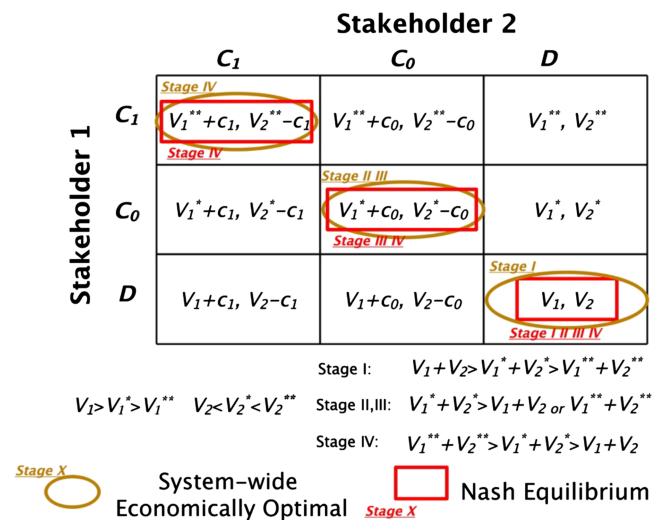 Stakeholder 2
C₁ C₀ D
Stakeholder 1
Stage IV
C₁ V₁**+c₁, V₂**−c₁ V₁**+c₀, V₂**−c₀ V₁**, V₂**
Stage IV
Stage II III
C₀ V₁*+c₁, V₂*−c₁ V₁*+c₀, V₂*−c₀ V₁*, V₂*
Stage III IV
Stage I
D V₁+c₁, V₂−c₁ V₁+c₀, V₂−c₀ V₁, V₂
Stage I II III IV
Stage I: V₁+V₂>V₁*+V₂*>V₁**+V₂**
V₁>V₁*>V₁** V₂<V₂*<V₂** Stage II,III: V₁*+V₂*>V₁+V₂ or V₁**+V₂**
Stage IV: V₁**+V₂**>V₁*+V₂*>V₁+V₂
Stage X
System-wide
Economically Optimal
Nash Equilibrium
Stage X